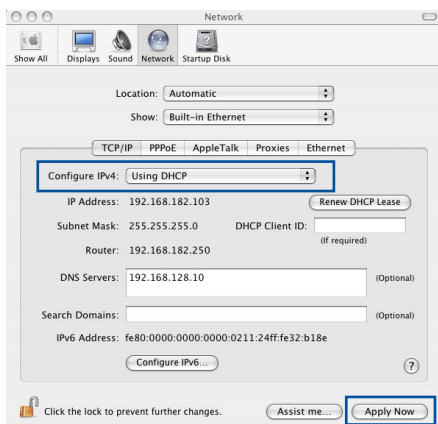 Network
Show All Displays Sound Network Startup Disk
Location: Automatic
Show: Built-in Ethernet
TCP/IP PPPoE AppleTalk Proxies Ethernet
Configure IPv4: Using DHCP
IP Address: 192.168.182.103 Renew DHCP Lease
Subnet Mask: 255.255.255.0 DHCP Client ID:
(If required)
Router: 192.168.182.250
DNS Servers: 192.168.128.10 (Optional)
Search Domains: (Optional)
IPv6 Address: fe80:0000:0000:0000:0211:24ff:fe32:b18e
Configure IPv6... ?
Click the lock to prevent further changes. Assist me... Apply Now